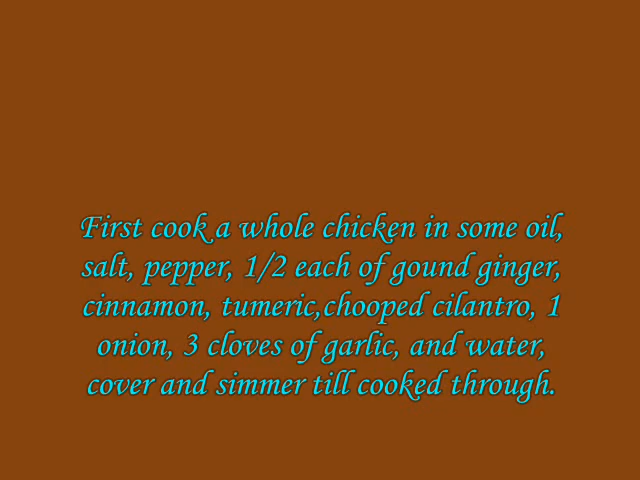 First cook a whole chicken in some oil,
salt, pepper, 1/2 each of gound ginger,
cinnamon, tumeric,chooped cilantro, 1
onion, 3 cloves of garlic, and water,
cover and simmer till cooked through.